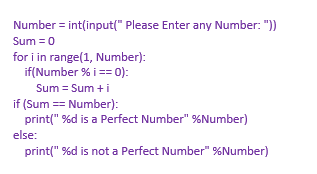 Number = int(input(" Please Enter any Number: "))
Sum = 0
for i in range(1, Number):
    if(Number % i == 0):
        Sum = Sum + i
if (Sum == Number):
    print(" %d is a Perfect Number" %Number)
else:
    print(" %d is not a Perfect Number" %Number)